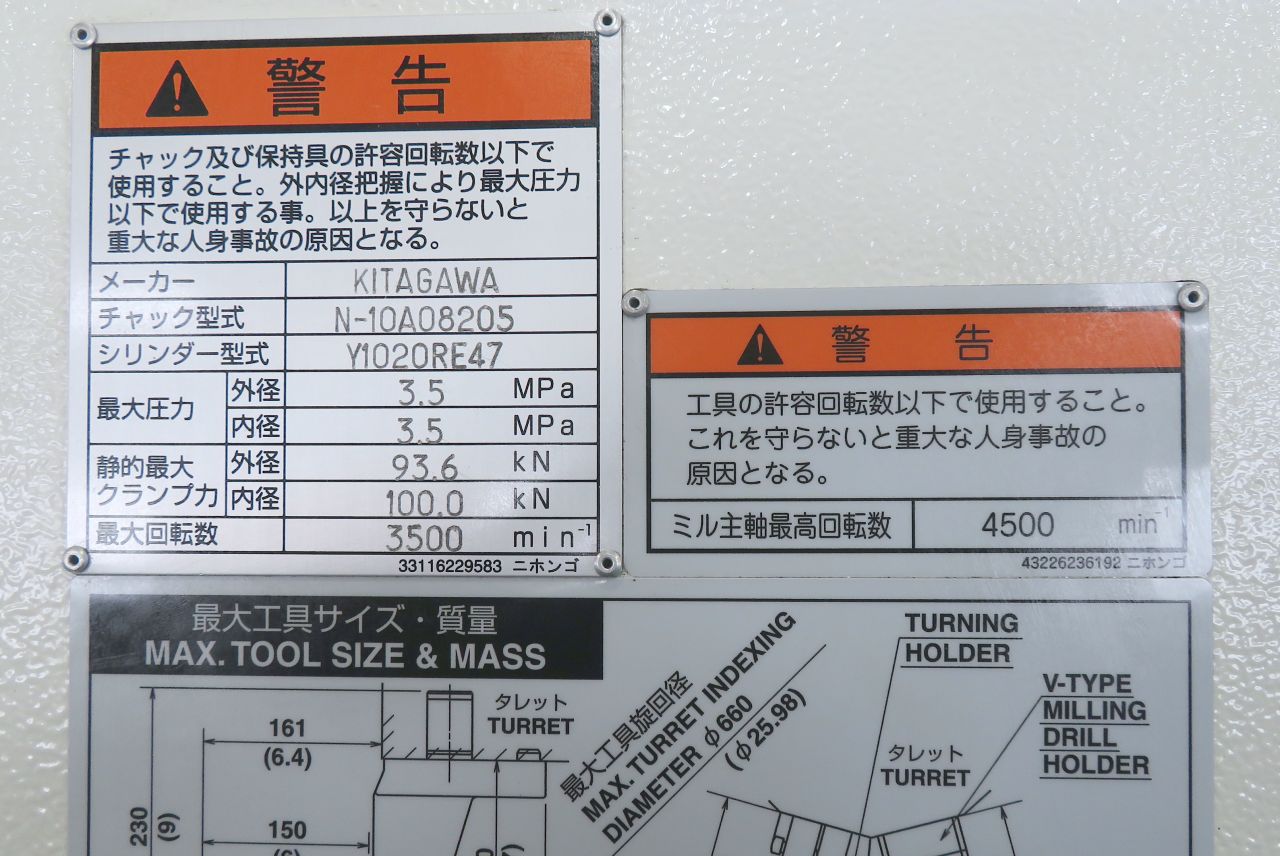 警告
チャック及び保持具の許容回転数以下で
使用すること。外内径把握により最大圧力
以下で使用する事。以上を守らないと
重大な人身事故の原因となる。
メーカー KITAGAWA
チャック型式 N-10A08205
シリンダー型式 Y1020RE47
最大圧力 外径 3.5 MPa
内径 3.5 MPa
静的最大
クランプ力 外径 93.6 kN
内径 100.0 kN
最大回転数 3500 min⁻¹
33116229583 ニホンゴ
警告
工具の許容回転数以下で使用すること。
これを守らないと重大な人身事故の
原因となる。
ミル主軸最高回転数 4500 min⁻¹
43226236192 ニホンゴ
最大工具サイズ・質量
MAX. TOOL SIZE & MASS
タレット
TURRET
161
(6.4)
230
(9)
150
最大工具旋回径
MAX. TURRET INDEXING
DIAMETER φ660
(φ25.98)
TURNING
HOLDER
V-TYPE
MILLING
DRILL
HOLDER
タレット
TURRET